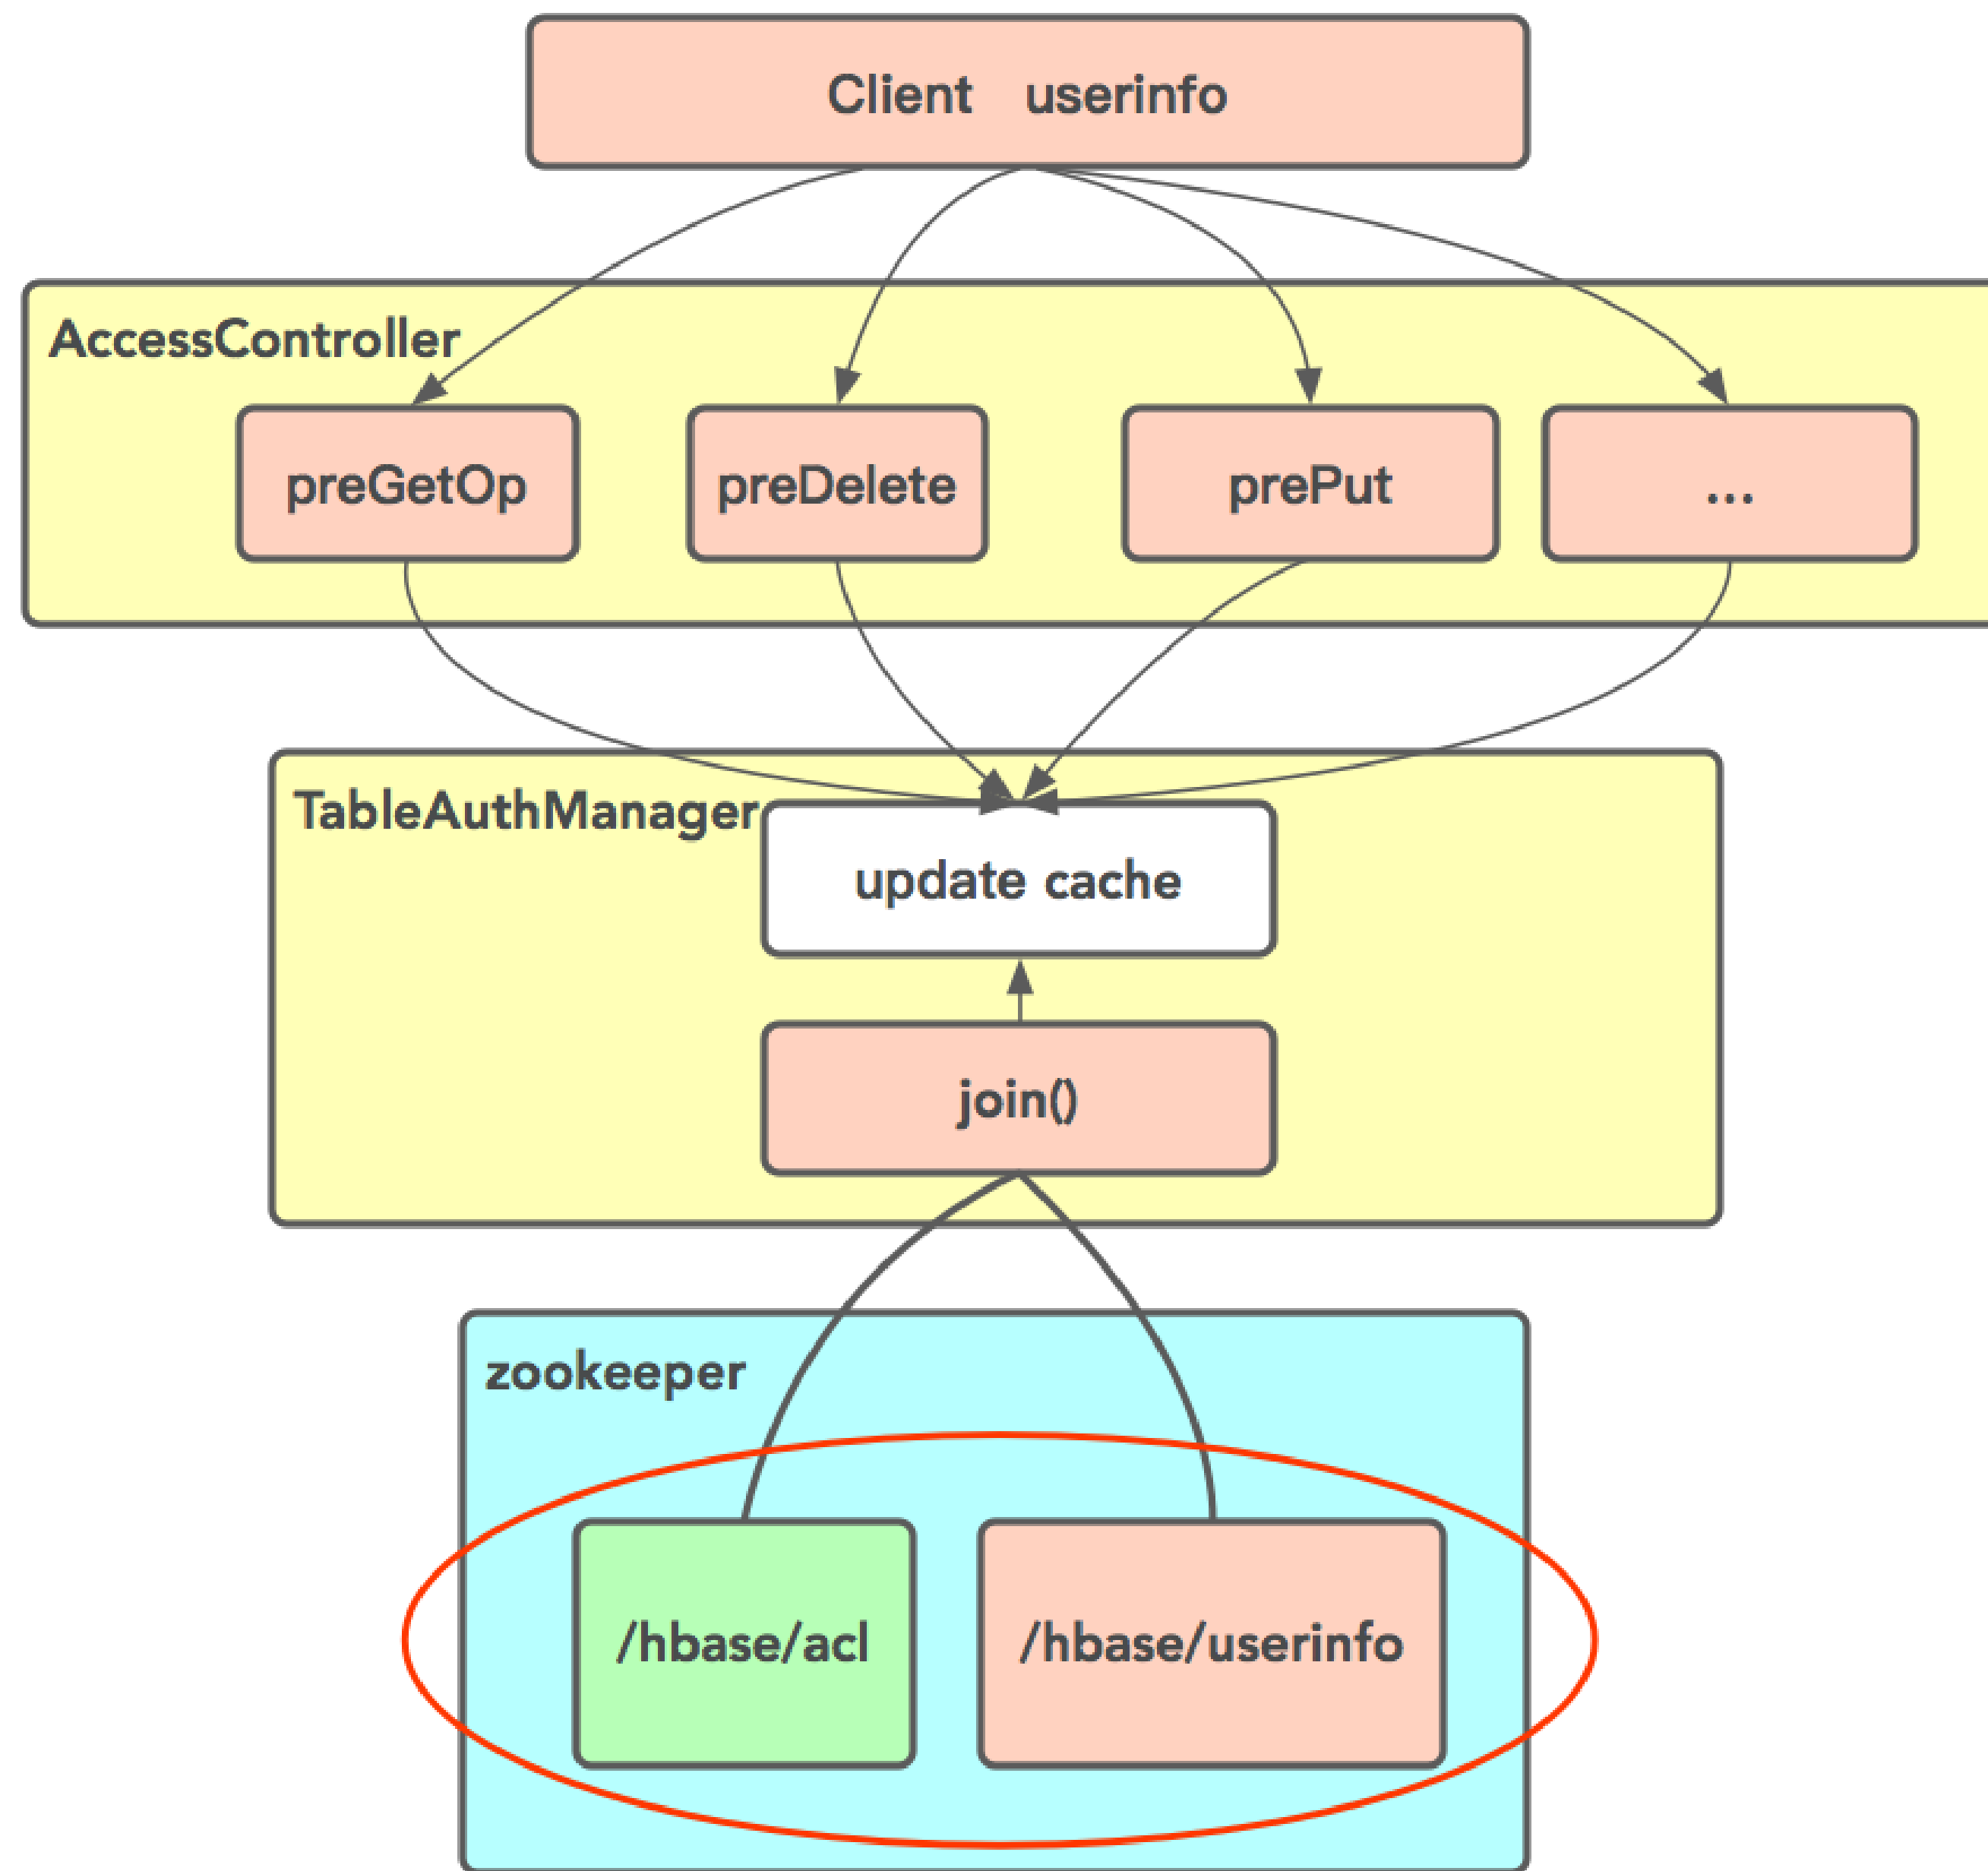 Client userinfo
AccessController
preGetOp
preDelete
prePut
...
TableAuthManager
update cache
join()
zookeeper
/hbase/acl
/hbase/userinfo